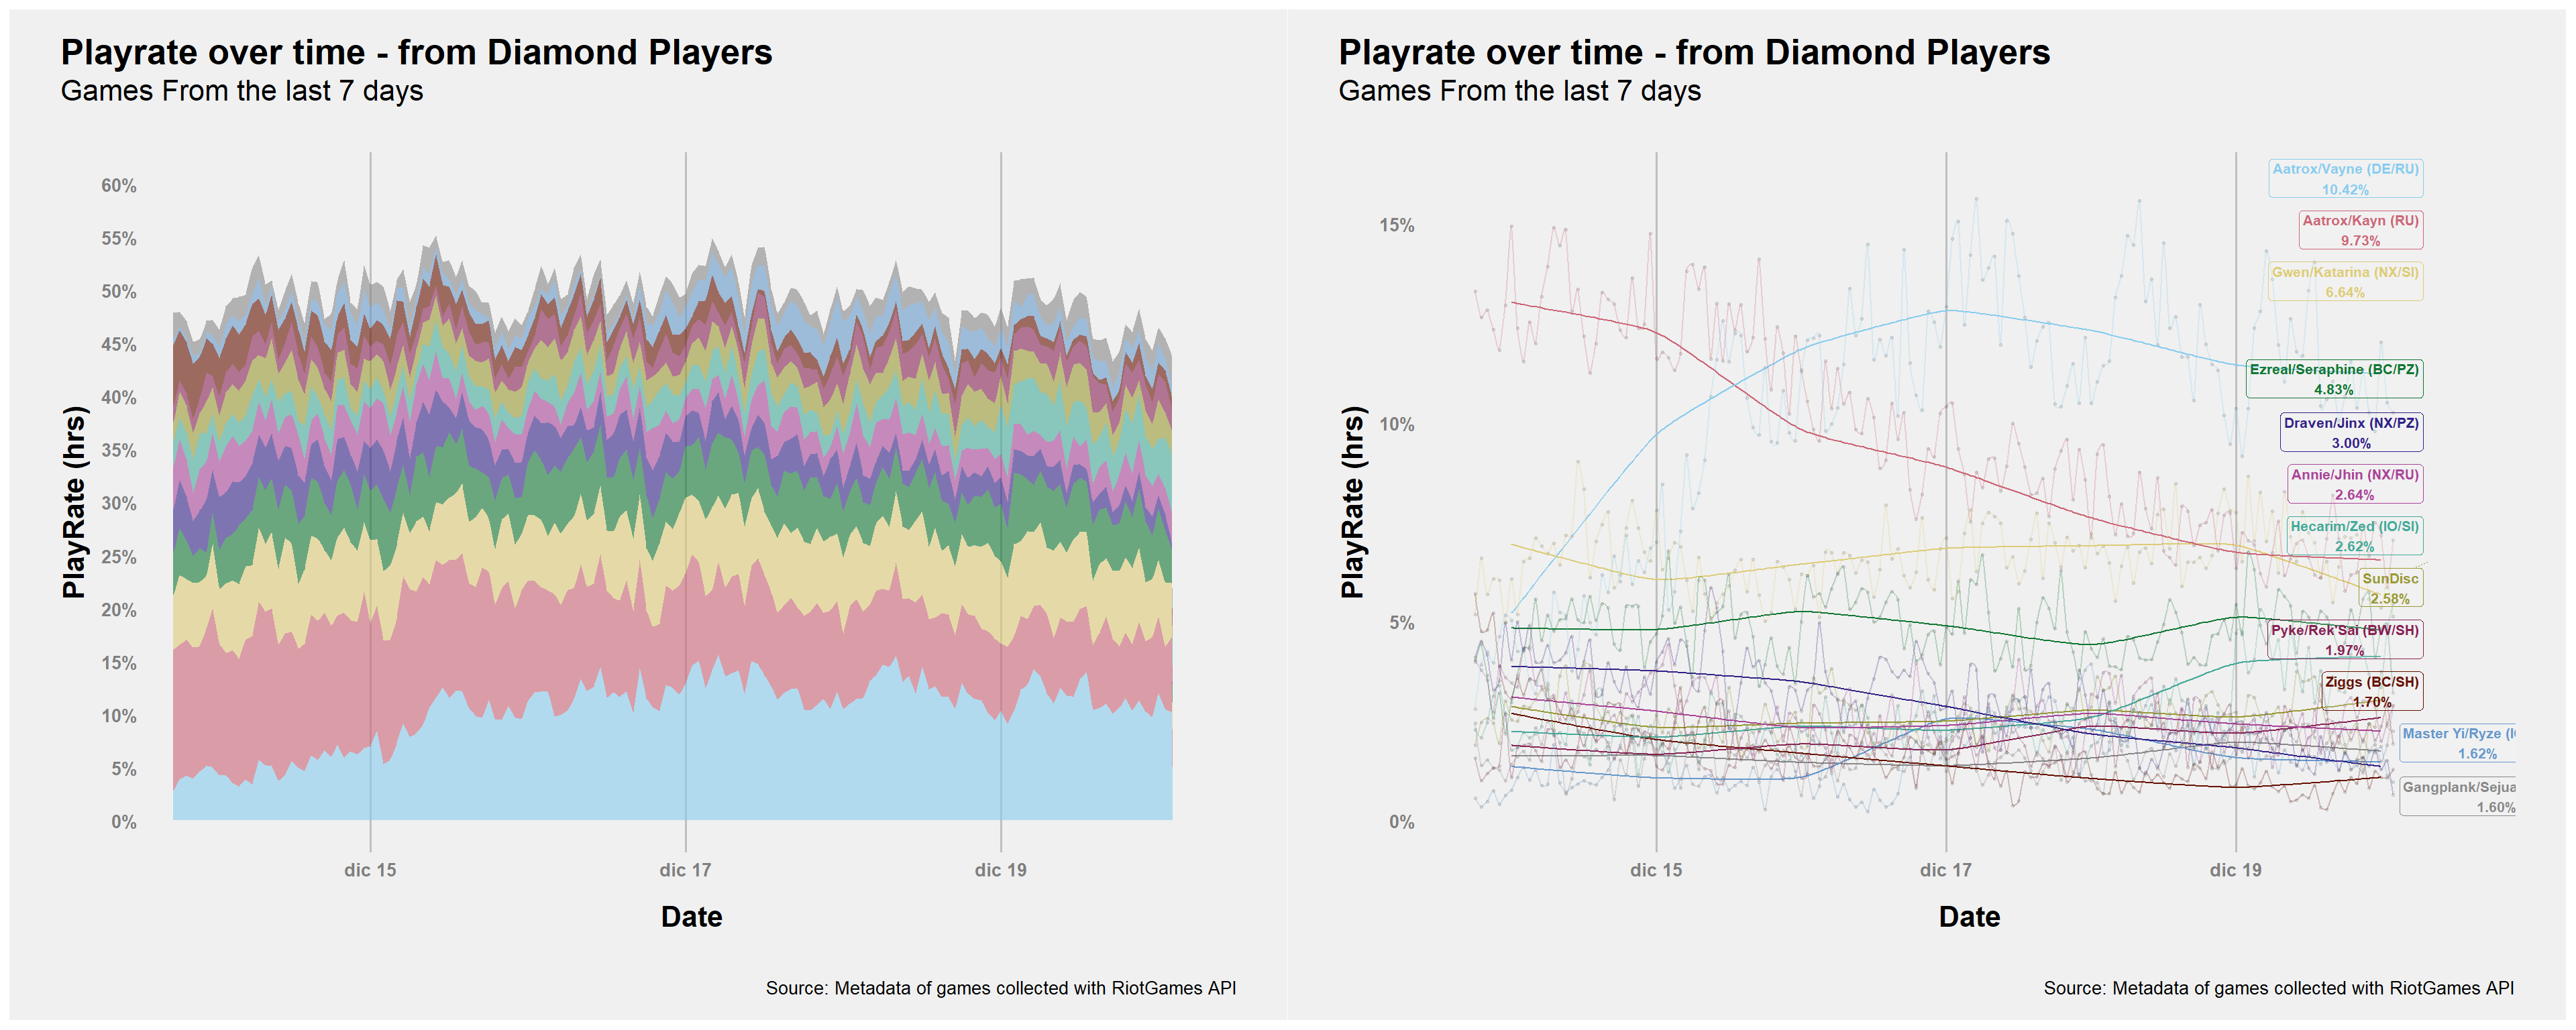 Playrate over time - from Diamond Players
Games From the last 7 days
PlayRate (hrs)
60%
55%
50%
45%
40%
35%
30%
25%
20%
15%
10%
5%
0%
dic 15
dic 17
dic 19
Date
Source: Metadata of games collected with RiotGames API
Playrate over time - from Diamond Players
Games From the last 7 days
PlayRate (hrs)
15%
10%
5%
0%
Aatrox/Vayne (DE/RU)
10.42%
Aatrox/Kayn (RU)
9.73%
Gwen/Katarina (NX/SI)
6.64%
Ezreal/Seraphine (BC/PZ)
4.83%
Draven/Jinx (NX/PZ)
3.00%
Annie/Jhin (NX/RU)
2.64%
Hecarim/Zed (IO/SI)
2.62%
SunDisc
2.58%
Pyke/Rek'Sai (BW/SH)
1.97%
Ziggs (BC/SH)
1.70%
Master Yi/Ryze
1.62%
Gangplank/Sejua
1.60%
dic 15
dic 17
dic 19
Date
Source: Metadata of games collected with RiotGames API